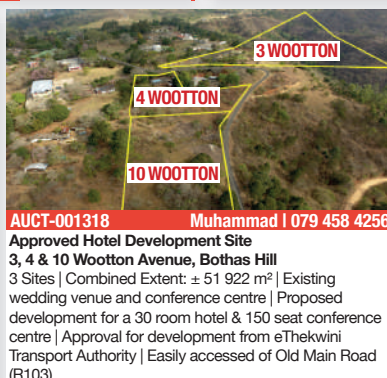 3 WOOTTON
4 WOOTTON
10 WOOTTON
AUCT-001318 Muhammad I 079 458 4256
Approved Hotel Development Site
3, 4 & 10 Wootton Avenue, Bothas Hill
3 Sites | Combined Extent: ± 51 922 m² | Existing
wedding venue and conference centre | Proposed
development for a 30 room hotel & 150 seat conference
centre | Approval for development from eThekwini
Transport Authority | Easily accessed of Old Main Road
(R103)